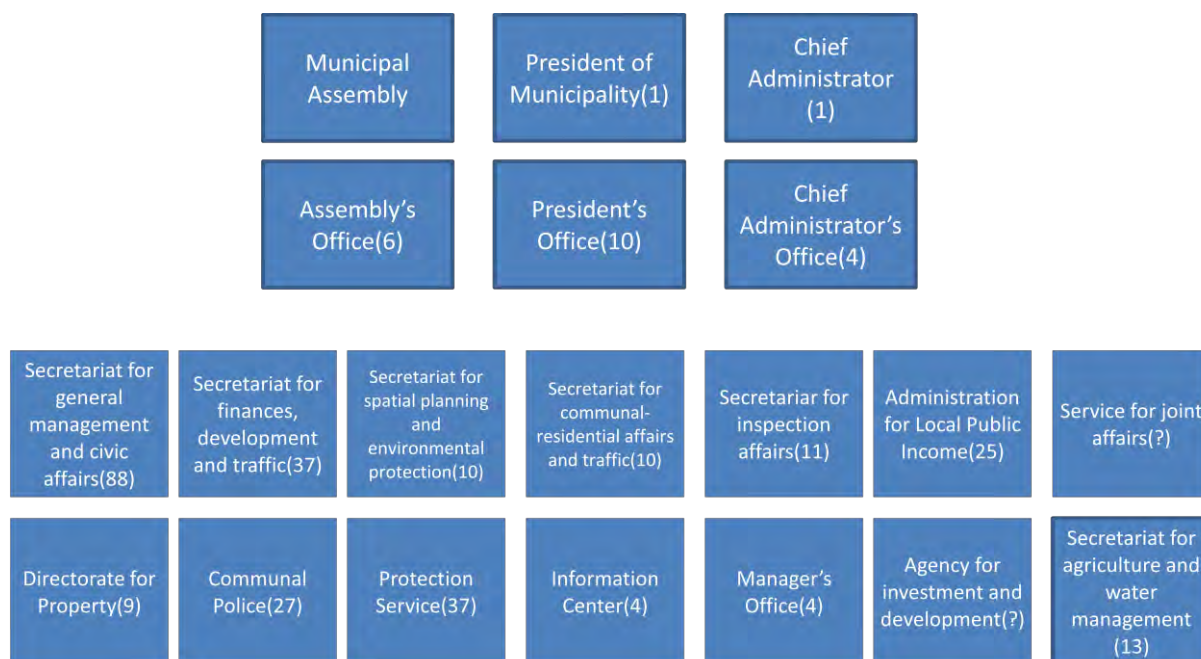 Municipal
Assembly
President of
Municipality(1)
Chief
Administrator
(1)
Assembly's
Office(6)
President's
Office(10)
Chief
Administrator's
Office(4)
Secretariat for
general
management
and civic
affairs(88)
Secretariat for
finances,
development
and traffic(37)
Secretariat for
spatial planning
and
environmental
protection(10)
Secretariat for
communal-
residential affairs
and traffic(10)
Secretariar for
inspection
affairs(11)
Administration
for Local Public
Income(25)
Service for joint
affairs(?)
Directorate for
Property(9)
Communal
Police(27)
Protection
Service(37)
Information
Center(4)
Manager's
Office(4)
Agency for
investment and
development(?)
Secretariat for
agriculture and
water
management
(13)